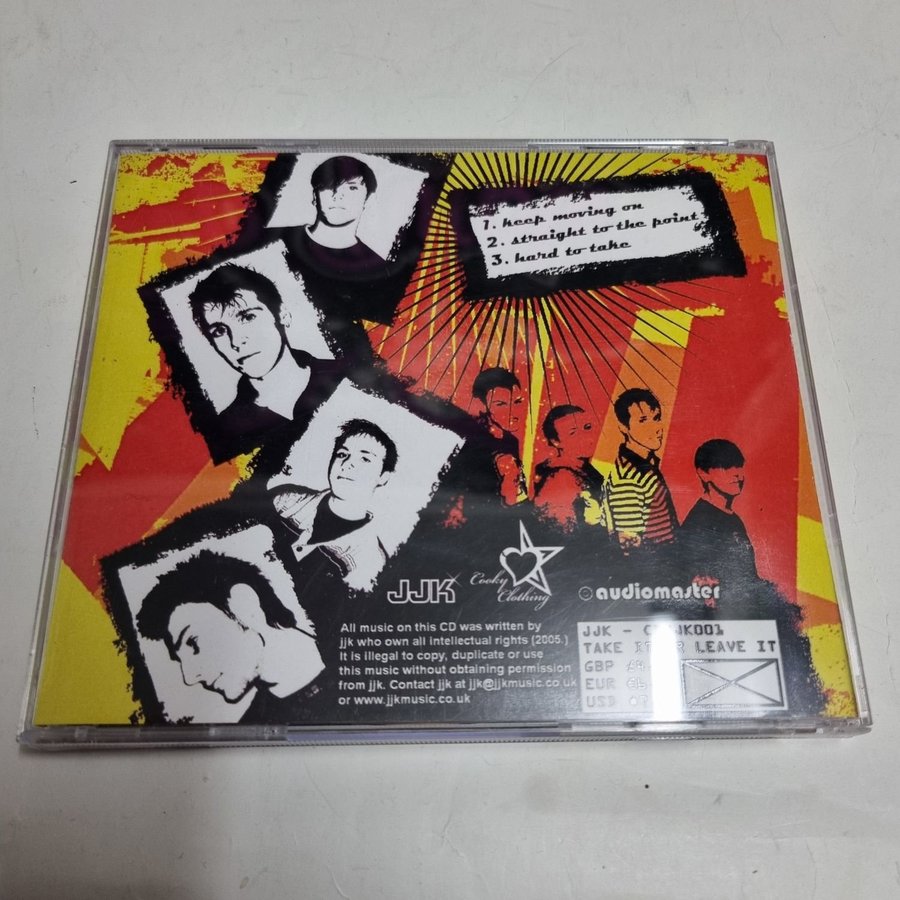 1. keep moving on
2. straight to the point
3. hard to take
JJK
Cooky Clothing
audiomaster
All music on this CD was written by
jjk who own all intellectual rights (2005.)
It is illegal to copy, duplicate or use
this music without obtaining permission
from jjk. Contact jjk at jjk@jjkmusic.co.uk
or www.jjkmusic.co.uk
JJK -
TAKE LEAVE IT
GBP
EUR
USD